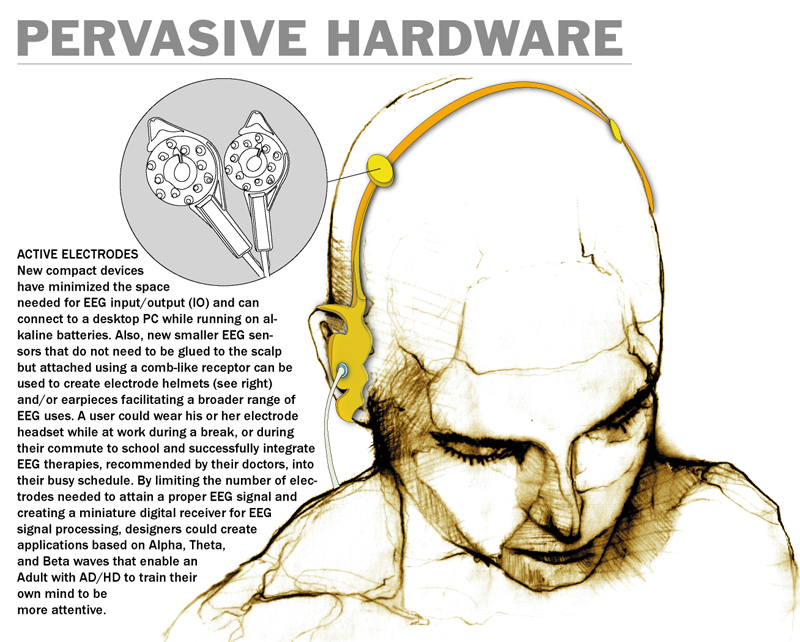 PERVASIVE HARDWARE
ACTIVE ELECTRODES
New compact devices
have minimized the space
needed for EEG input/output (IO) and can
connect to a desktop PC while running on al-
kaline batteries. Also, new smaller EEG sen-
sors that do not need to be glued to the scalp
but attached using a comb-like receptor can be
used to create electrode helmets (see right)
and/or earpieces facilitating a broader range of
EEG uses. A user could wear his or her electrode
headset while at work during a break, or during
their commute to school and successfully integrate
EEG therapies, recommended by their doctors, into
their busy schedule. By limiting the number of elec-
trodes needed to attain a proper EEG signal and
creating a miniature digital receiver for EEG
signal processing, designers could create
applications based on Alpha, Theta,
and Beta waves that enable an
Adult with AD/HD to train their
own mind to be
more attentive.